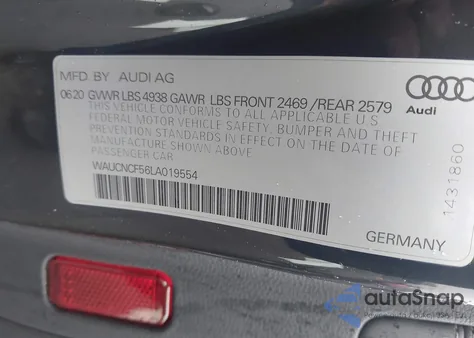 MFD. BY AUDI AG
06.20 GVWR LBS 4938 GAWR LBS FRONT 2469 / REAR 2579
THIS VEHICLE CONFORMS TO ALL APPLICABLE U.S.
FEDERAL MOTOR VEHICLE SAFETY, BUMPER AND THEFT
PREVENTION STANDARDS IN EFFECT ON THE DATE OF
MANUFACTURE SHOWN ABOVE.
PASSENGER CAR
WAUCNCF56LA019554
Audi
1431860
GERMANY
autoSnap